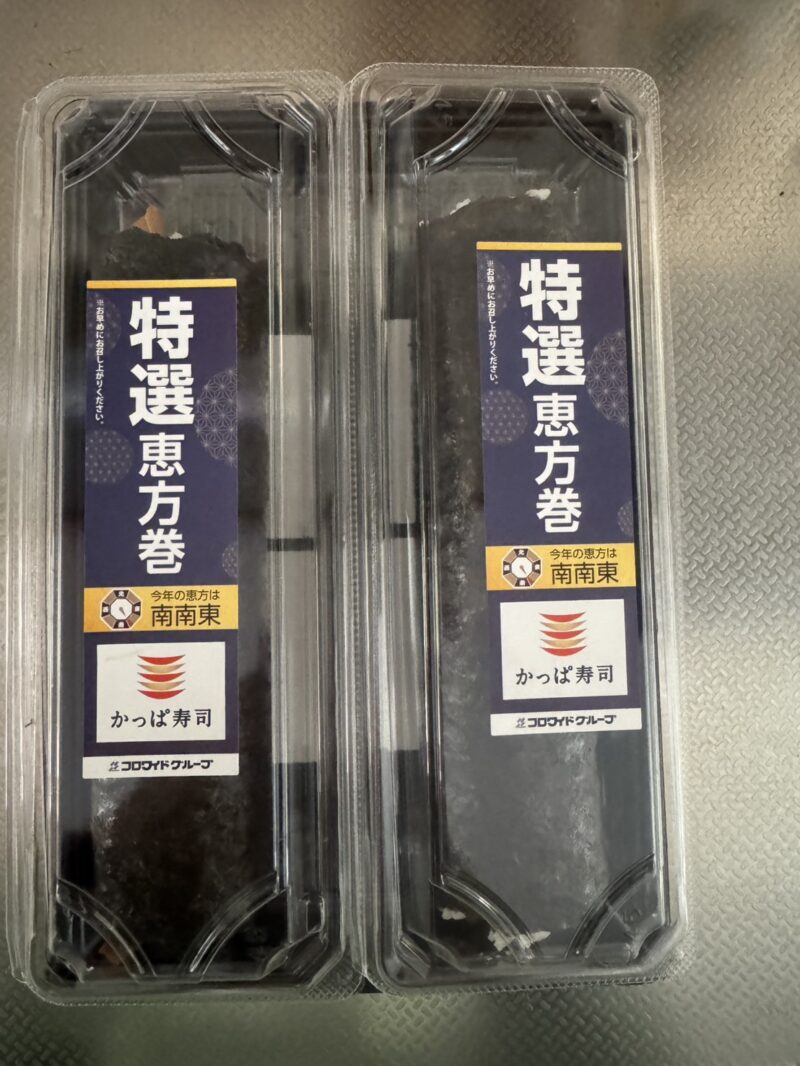 特選恵方巻
※お早めにお召し上がりください。
今年の恵方は
南南東
かっぱ寿司
コロワイドグループ
特選恵方巻
※お早めにお召し上がりください。
今年の恵方は
南南東
かっぱ寿司
コロワイドグループ